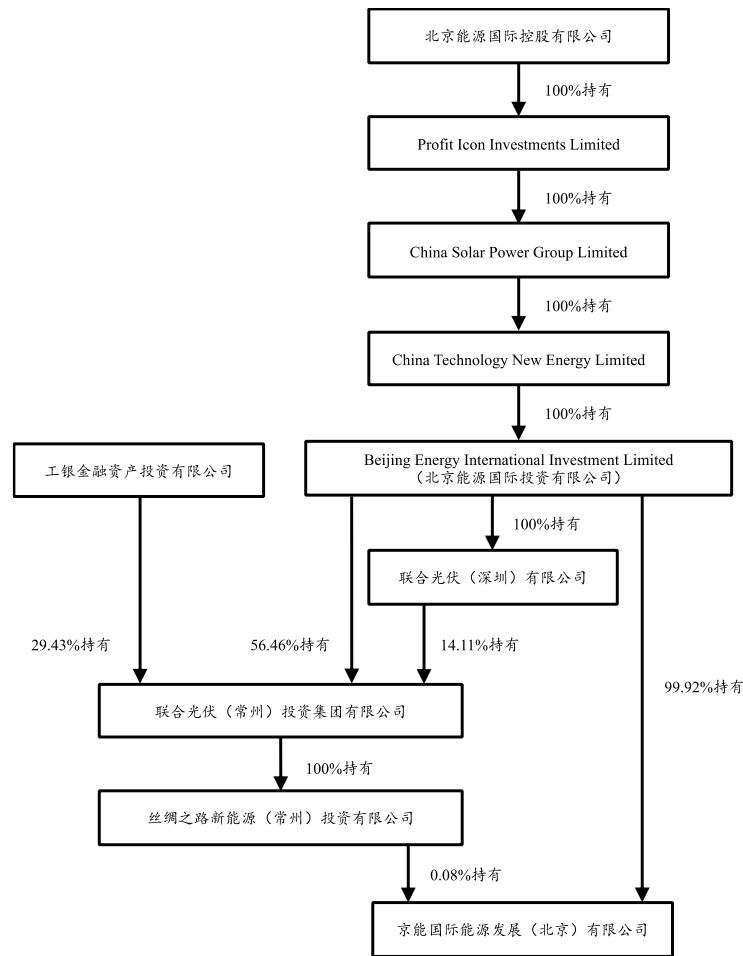 北京能源国际控股有限公司
100%持有
Profit Icon Investments Limited
100%持有
China Solar Power Group Limited
100%持有
China Technology New Energy Limited
100%持有
工银金融资产投资有限公司
Beijing Energy International Investment Limited
（北京能源国际投资有限公司）
100%持有
联合光伏（深圳）有限公司
29.43%持有
56.46%持有
14.11%持有
99.92%持有
联合光伏（常州）投资集团有限公司
100%持有
丝绸之路新能源（常州）投资有限公司
0.08%持有
京能国际能源发展（北京）有限公司